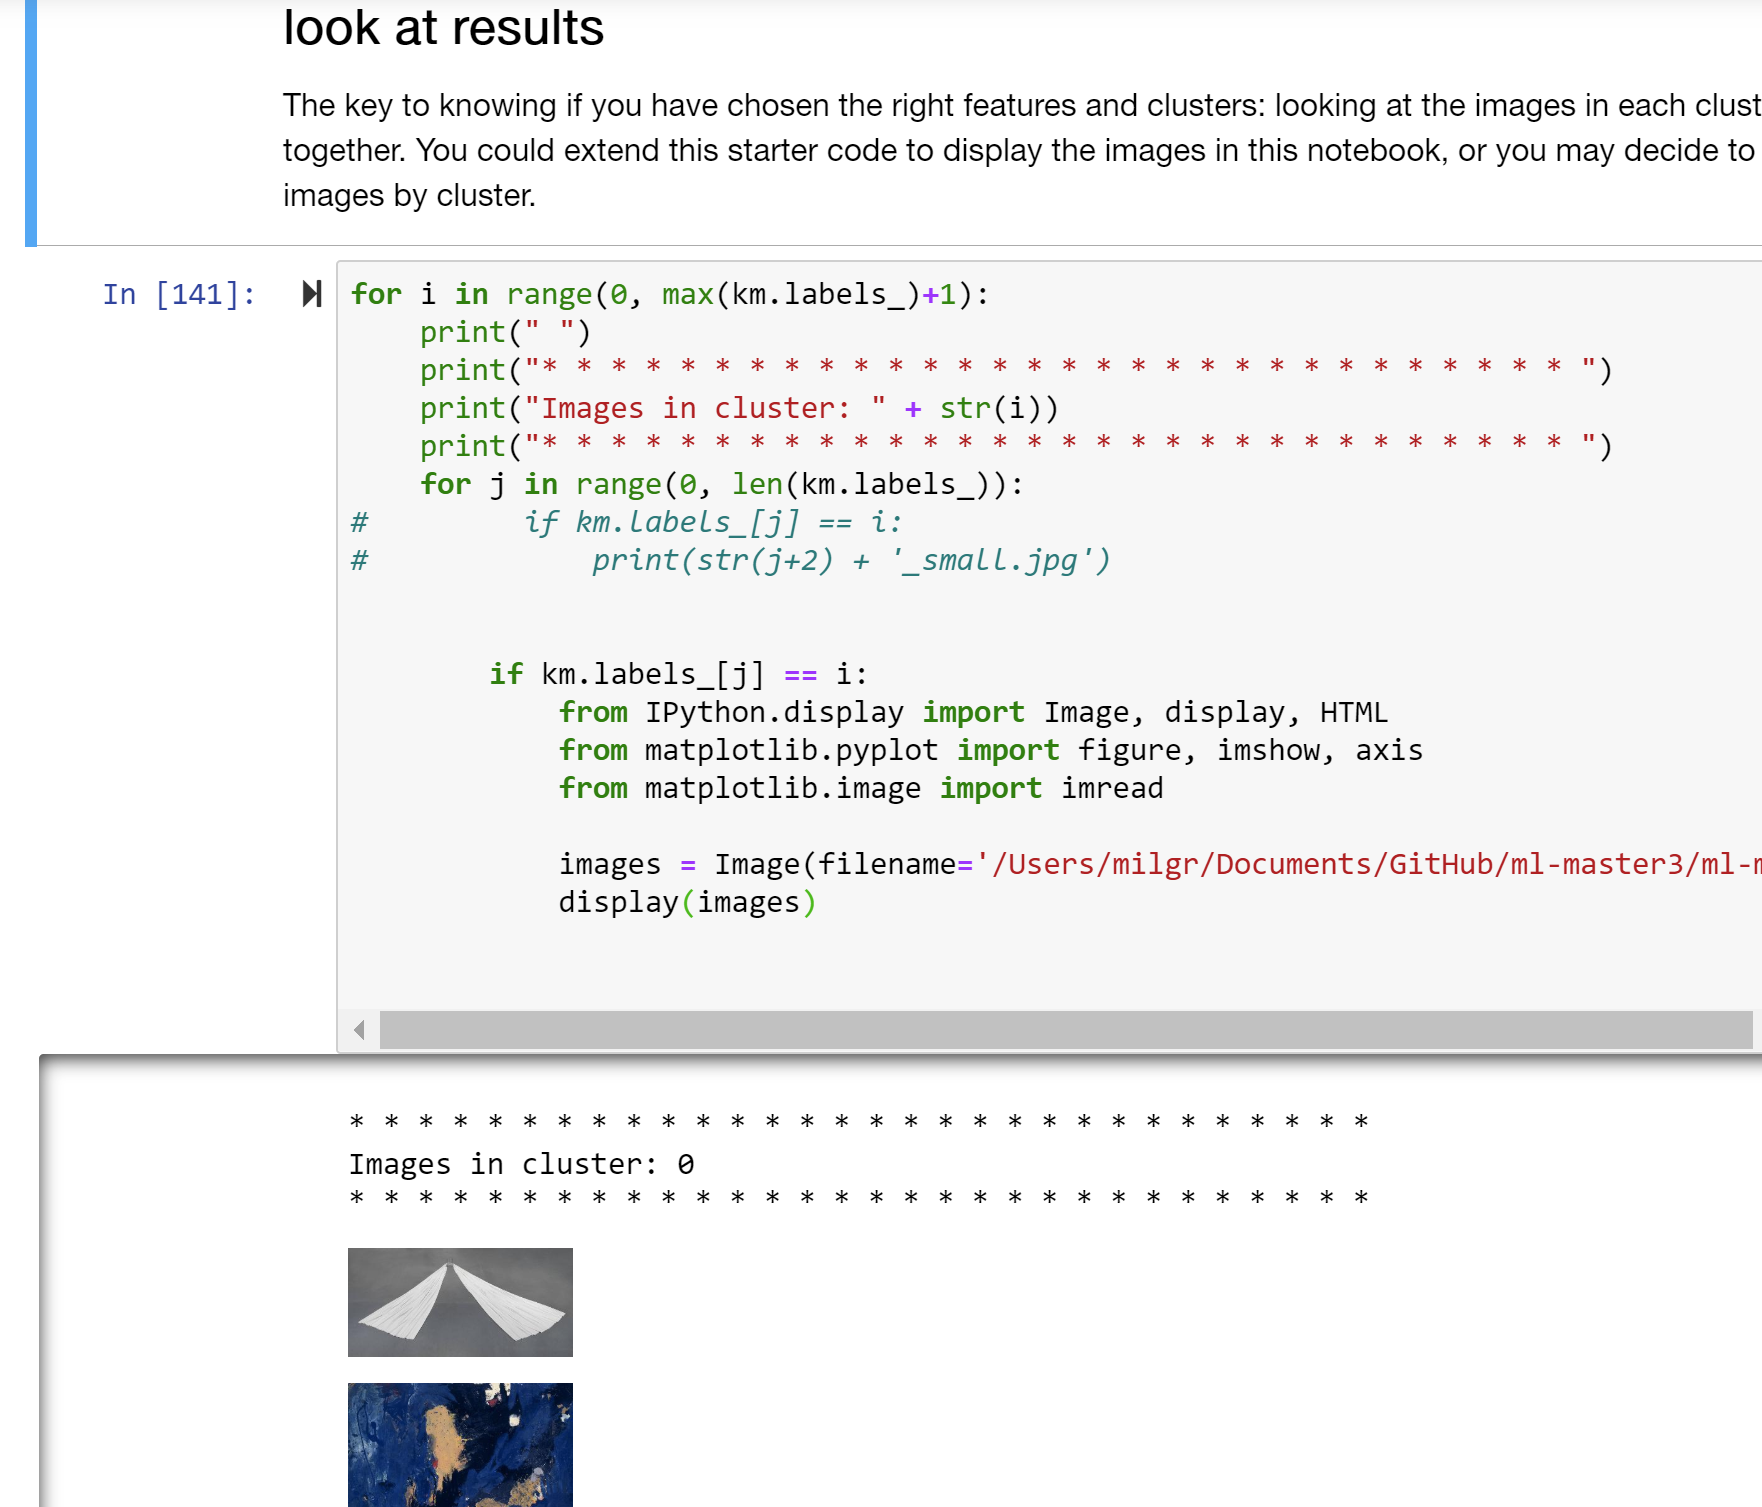 look at results
The key to knowing if you have chosen the right features and clusters: looking at the images in each clust
together. You could extend this starter code to display the images in this notebook, or you may decide to
images by cluster.
In [141]:
for i in range(0, max(km.labels_)+1):
    print(" ")
    print("* * * * * * * * * * * * * * * * * * * * * * * * * * * * * * ")
    print("Images in cluster: " + str(i))
    print("* * * * * * * * * * * * * * * * * * * * * * * * * * * * * * ")
    for j in range(0, len(km.labels_)):
#         if km.labels_[j] == i:
#             print(str(j+2) + '_small.jpg')
        if km.labels_[j] == i:
            from IPython.display import Image, display, HTML
            from matplotlib.pyplot import figure, imshow, axis
            from matplotlib.image import imread
            images = Image(filename='/Users/milgr/Documents/GitHub/ml-master3/ml-m
            display(images)
* * * * * * * * * * * * * * * * * * * * * * * * * * * * * *
Images in cluster: 0
* * * * * * * * * * * * * * * * * * * * * * * * * * * * * *